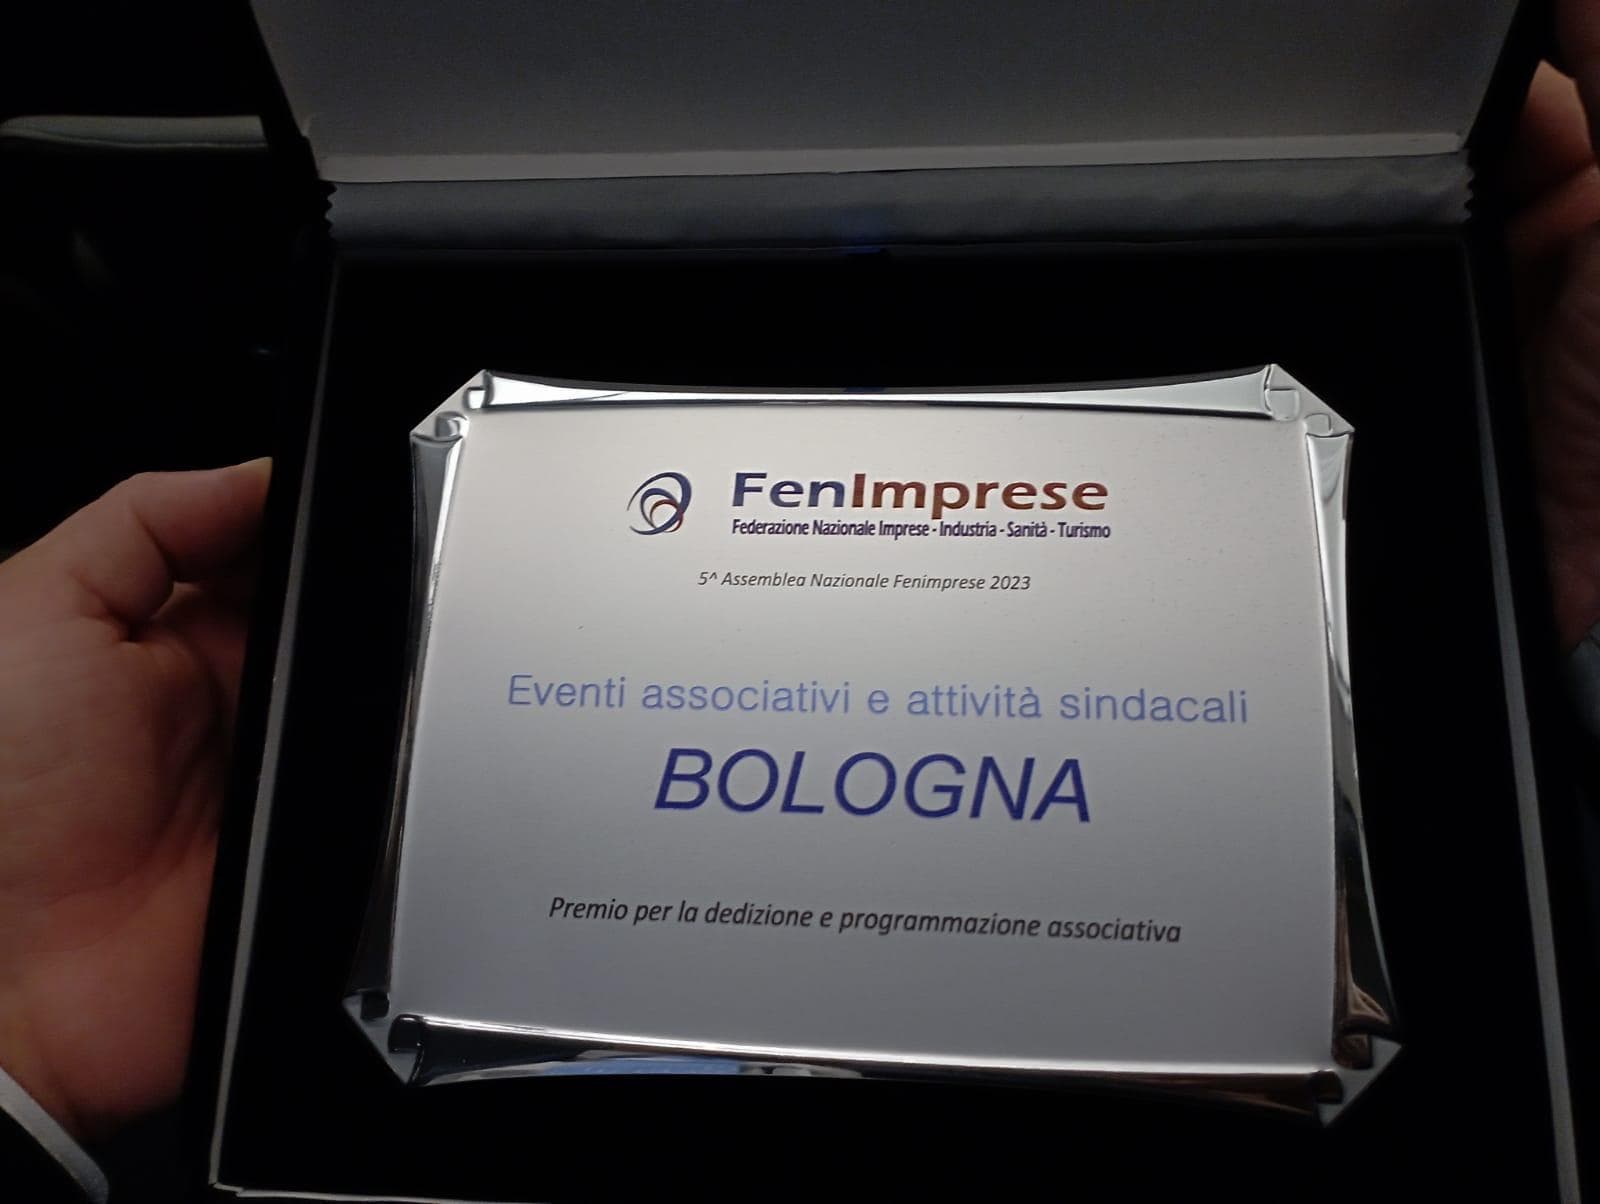 FenImprese
Federazione Nazionale Imprese - Industria - Sanità - Turismo
5^ Assemblea Nazionale Fenimprese 2023
Eventi associativi e attività sindacali
BOLOGNA
Premio per la dedizione e programmazione associativa